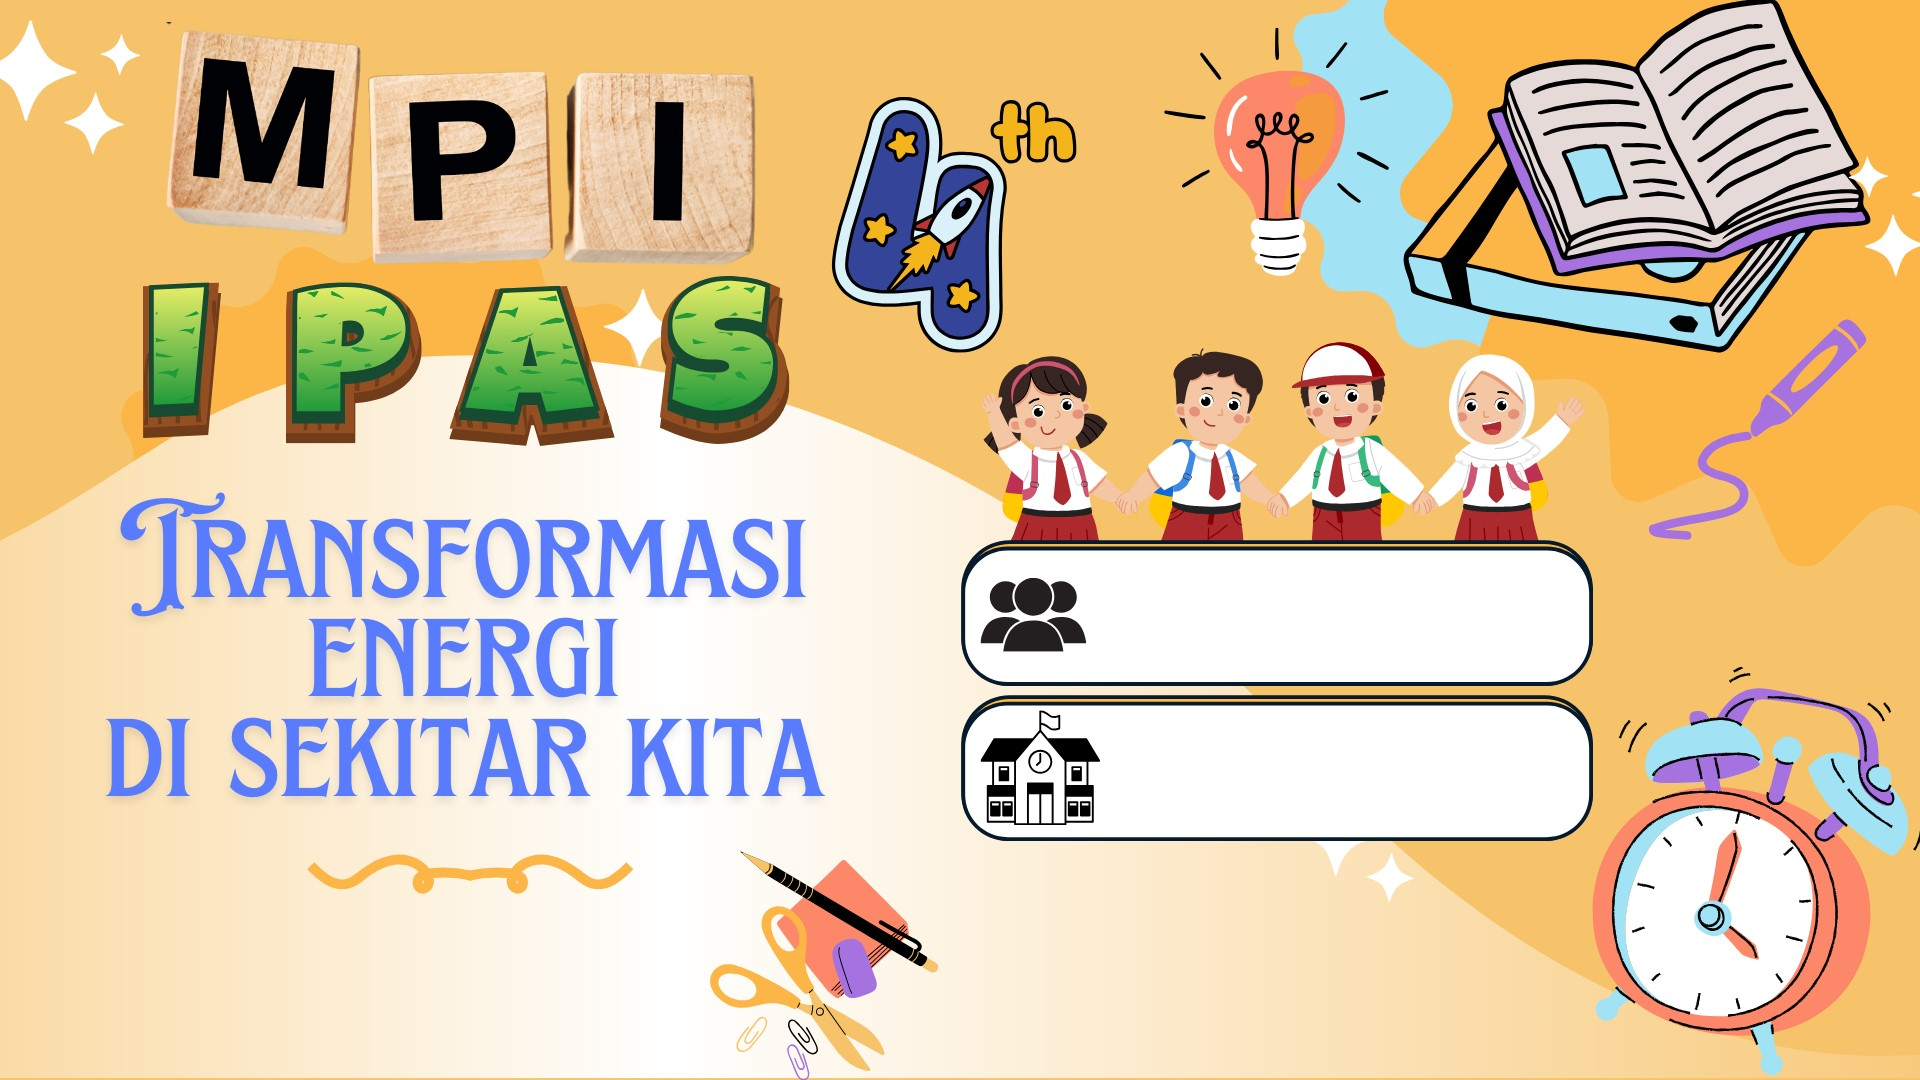 MPI
IPAS
4th
TRANSFORMASI
ENERGI
DI SEKITAR KITA